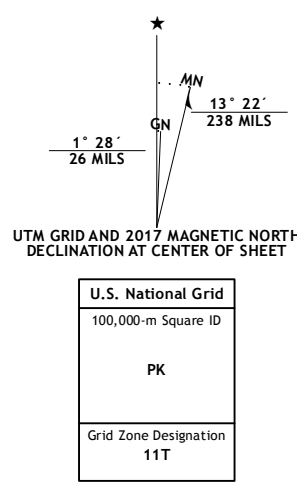 ★
MN
GN
13° 22´
238 MILS
1° 28´
26 MILS
UTM GRID AND 2017 MAGNETIC NORTH
DECLINATION AT CENTER OF SHEET
U.S. National Grid
100,000-m Square ID
PK
Grid Zone Designation
11T